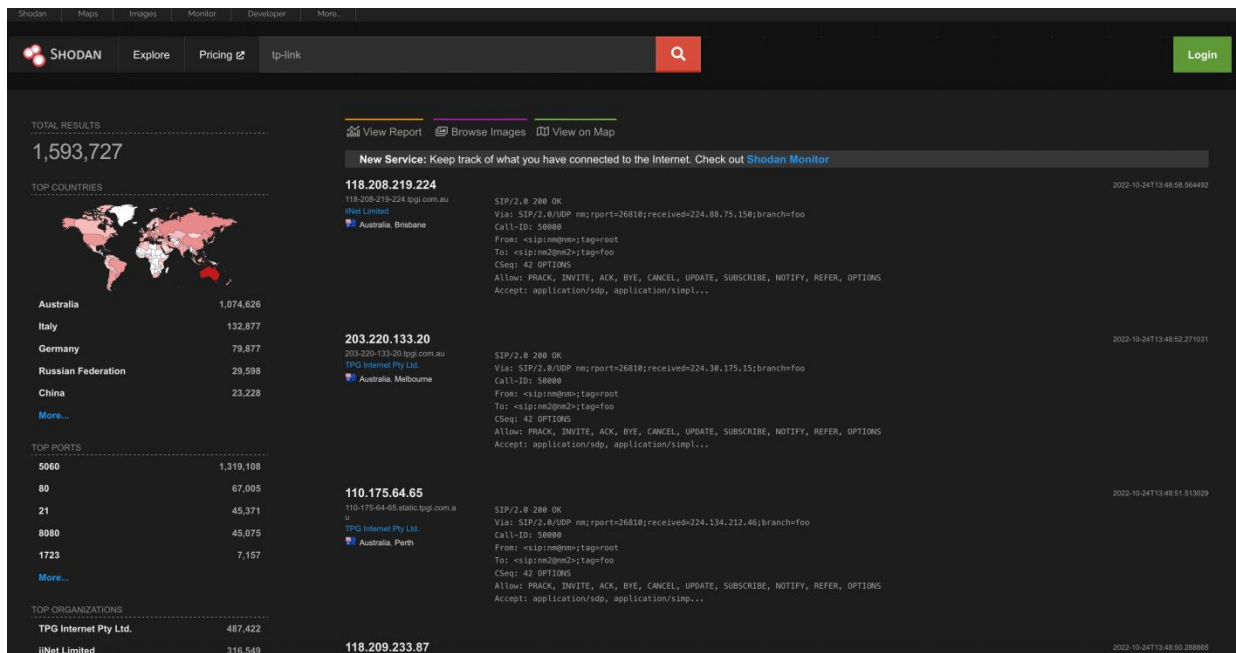 Shodan Maps Images Monitor Developer More...
SHODAN Explore Pricing tp-link Login
TOTAL RESULTS
1,593,727
TOP COUNTRIES
Australia 1,074,626
Italy 132,877
Germany 79,877
Russian Federation 29,598
China 23,228
More...
TOP PORTS
5060 1,319,108
80 67,005
21 45,371
8080 45,075
1723 7,157
More...
TOP ORGANIZATIONS
TPG Internet Pty Ltd. 487,422
iiNet Limited 316,549
View Report Browse Images View on Map
New Service: Keep track of what you have connected to the Internet. Check out Shodan Monitor
118.208.219.224 2022-10-24T13:48:58.564492
118-208-219-224.tpgi.com.au
iiNet Limited
Australia, Brisbane
SIP/2.0 200 OK
Via: SIP/2.0/UDP nm;rport=26810;received=224.88.75.150;branch=foo
Call-ID: 50000
From: <sip:nm@nm>;tag=root
To: <sip:nm2@nm2>;tag=foo
CSeq: 42 OPTIONS
Allow: PRACK, INVITE, ACK, BYE, CANCEL, UPDATE, SUBSCRIBE, NOTIFY, REFER, OPTIONS
Accept: application/sdp, application/simpl...
203.220.133.20 2022-10-24T13:48:52.271031
203-220-133-20.tpgi.com.au
TPG Internet Pty Ltd.
Australia, Melbourne
SIP/2.0 200 OK
Via: SIP/2.0/UDP nm;rport=26810;received=224.30.175.15;branch=foo
Call-ID: 50000
From: <sip:nm@nm>;tag=root
To: <sip:nm2@nm2>;tag=foo
CSeq: 42 OPTIONS
Allow: PRACK, INVITE, ACK, BYE, CANCEL, UPDATE, SUBSCRIBE, NOTIFY, REFER, OPTIONS
Accept: application/sdp, application/simpl...
110.175.64.65 2022-10-24T13:48:51.513029
110-175-64-65.static.tpgi.com.a
u
TPG Internet Pty Ltd.
Australia, Perth
SIP/2.0 200 OK
Via: SIP/2.0/UDP nm;rport=26810;received=224.134.212.46;branch=foo
Call-ID: 50000
From: <sip:nm@nm>;tag=root
To: <sip:nm2@nm2>;tag=foo
CSeq: 42 OPTIONS
Allow: PRACK, INVITE, ACK, BYE, CANCEL, UPDATE, SUBSCRIBE, NOTIFY, REFER, OPTIONS
Accept: application/sdp, application/simp...
118.209.233.87 2022-10-24T13:48:50.288865